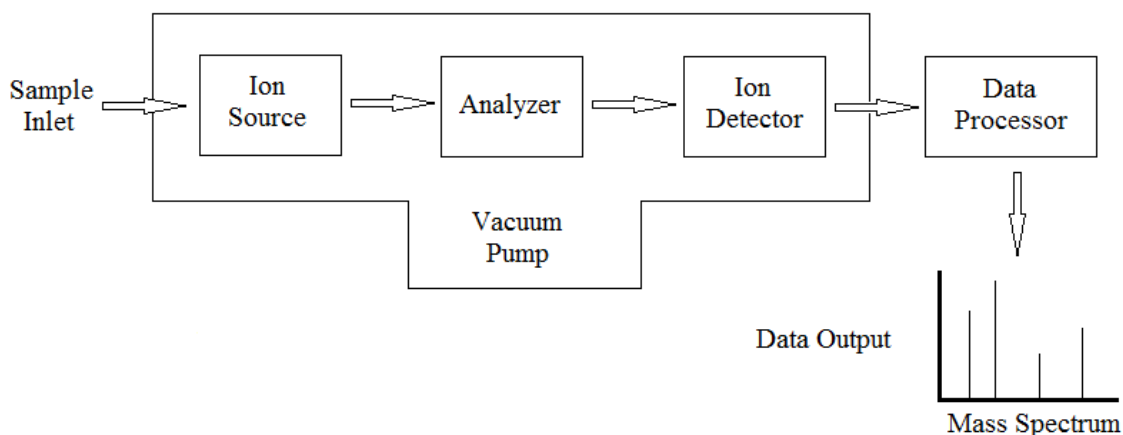 Sample
Inlet
Ion
Source
Analyzer
Ion
Detector
Data
Processor
Vacuum
Pump
Data Output
Mass Spectrum